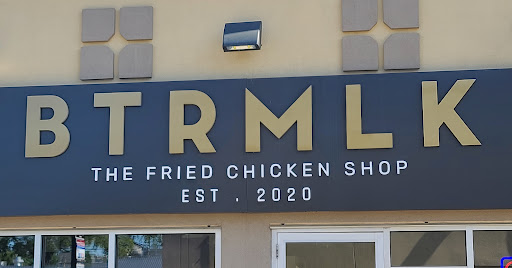 BTRMLK
THE FRIED CHICKEN SHOP
EST . 2020